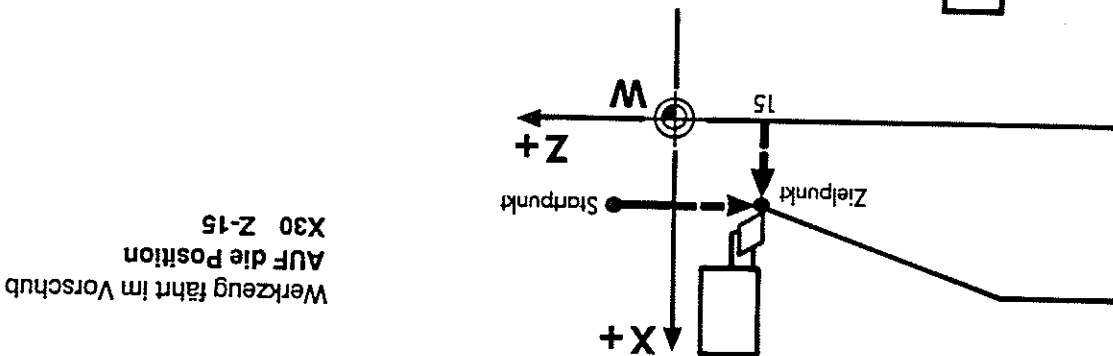 X+
Zielpunkt
Startpunkt
Z+
15
W
Werkzeug fährt im Vorschub
AUF die Position
X30 Z-15